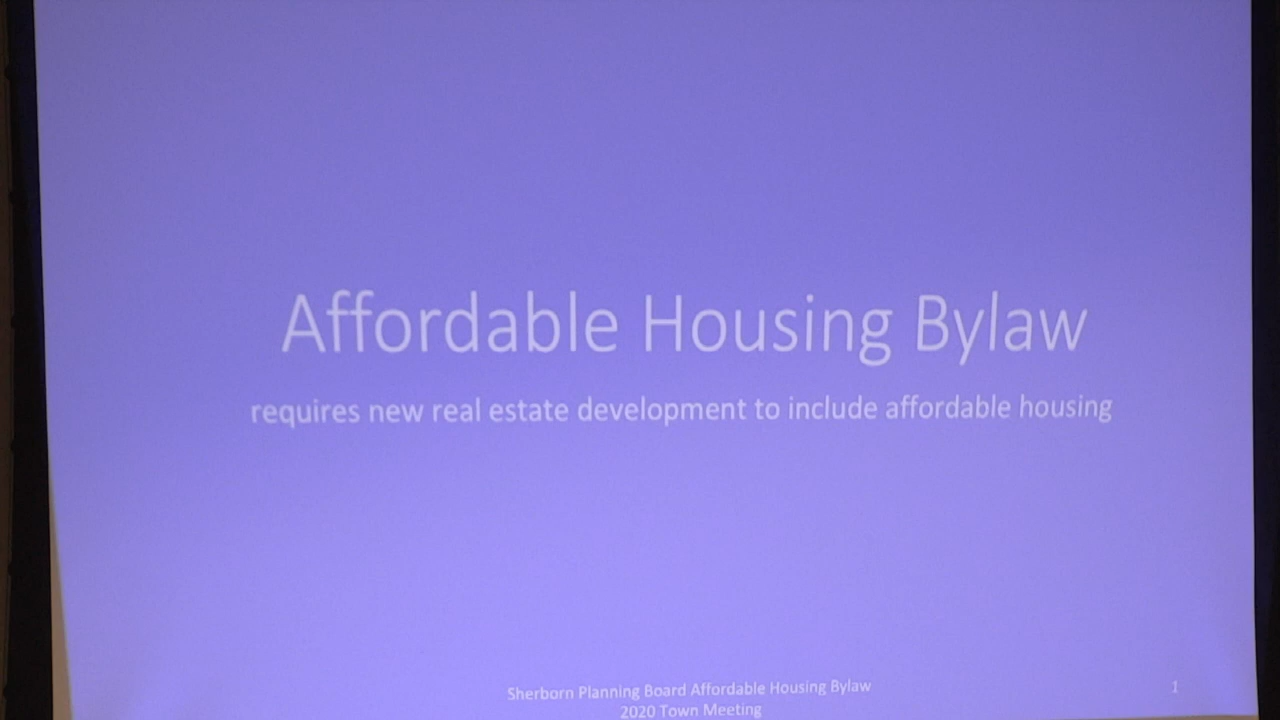 Affordable Housing Bylaw
requires new real estate development to include affordable housing
Sherborn Planning Board Affordable Housing Bylaw
2020 Town Meeting
1